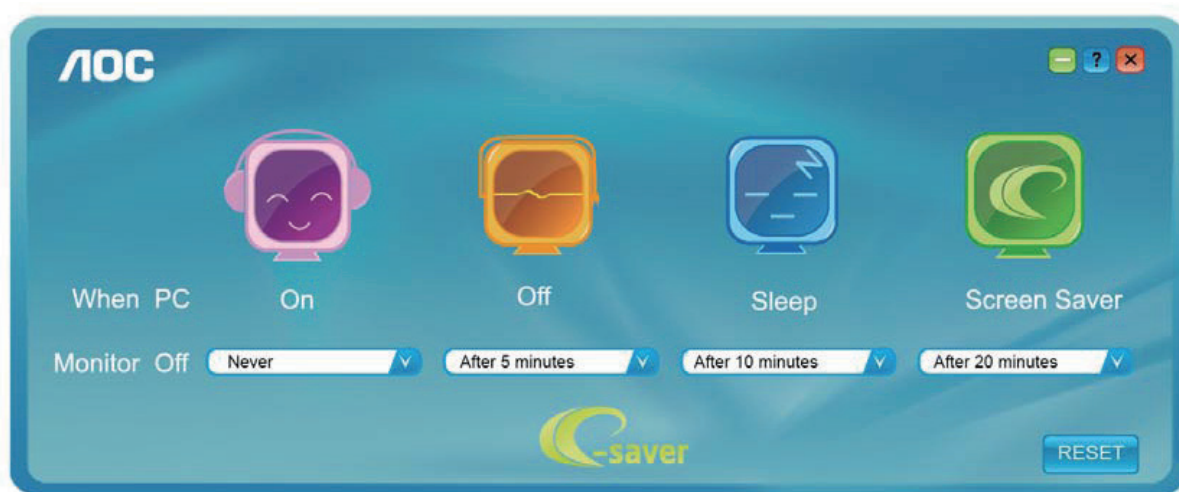 AOC
?
When PC On Off Sleep Screen Saver
Monitor Off Never After 5 minutes After 10 minutes After 20 minutes
e-saver
RESET